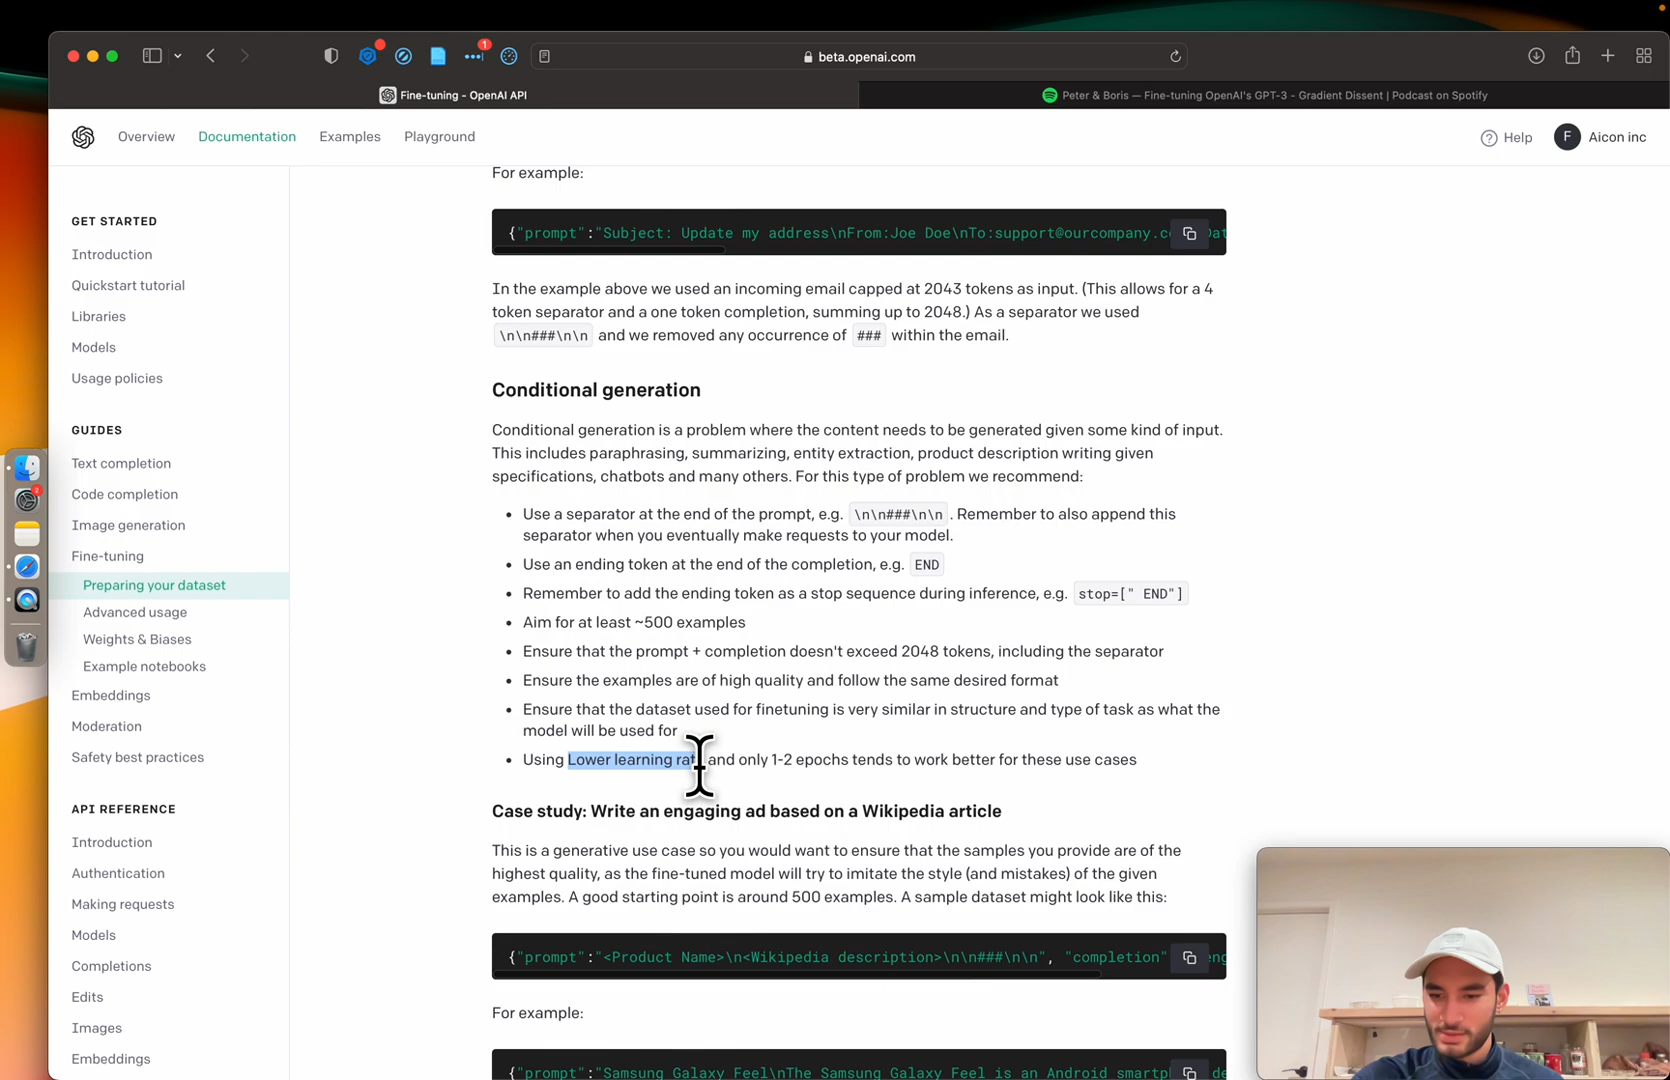 1
beta.openai.com
Fine-tuning - OpenAI API
Peter & Boris — Fine-tuning OpenAI's GPT-3 - Gradient Dissent | Podcast on Spotify
Overview Documentation Examples Playground
Help F Aicon inc
GET STARTED
Introduction
Quickstart tutorial
Libraries
Models
Usage policies
GUIDES
Text completion
Code completion
Image generation
Fine-tuning
Preparing your dataset
Advanced usage
Weights & Biases
Example notebooks
Embeddings
Moderation
Safety best practices
API REFERENCE
Introduction
Authentication
Making requests
Models
Completions
Edits
Images
Embeddings
2
For example:
{"prompt":"Subject: Update my address\nFrom:Joe Doe\nTo:support@ourcompany.c
In the example above we used an incoming email capped at 2043 tokens as input. (This allows for a 4
token separator and a one token completion, summing up to 2048.) As a separator we used
\n\n###\n\n and we removed any occurrence of ### within the email.
Conditional generation
Conditional generation is a problem where the content needs to be generated given some kind of input.
This includes paraphrasing, summarizing, entity extraction, product description writing given
specifications, chatbots and many others. For this type of problem we recommend:
• Use a separator at the end of the prompt, e.g. \n\n###\n\n . Remember to also append this
separator when you eventually make requests to your model.
• Use an ending token at the end of the completion, e.g. END
• Remember to add the ending token as a stop sequence during inference, e.g. stop=[" END"]
• Aim for at least ~500 examples
• Ensure that the prompt + completion doesn't exceed 2048 tokens, including the separator
• Ensure the examples are of high quality and follow the same desired format
• Ensure that the dataset used for finetuning is very similar in structure and type of task as what the
model will be used for
• Using Lower learning rat and only 1-2 epochs tends to work better for these use cases
Case study: Write an engaging ad based on a Wikipedia article
This is a generative use case so you would want to ensure that the samples you provide are of the
highest quality, as the fine-tuned model will try to imitate the style (and mistakes) of the given
examples. A good starting point is around 500 examples. A sample dataset might look like this:
{"prompt":"<Product Name>\n<Wikipedia description>\n\n###\n\n", "completion"
For example:
{"prompt":"Samsung Galaxy Feel\nThe Samsung Galaxy Feel is an Android smartp